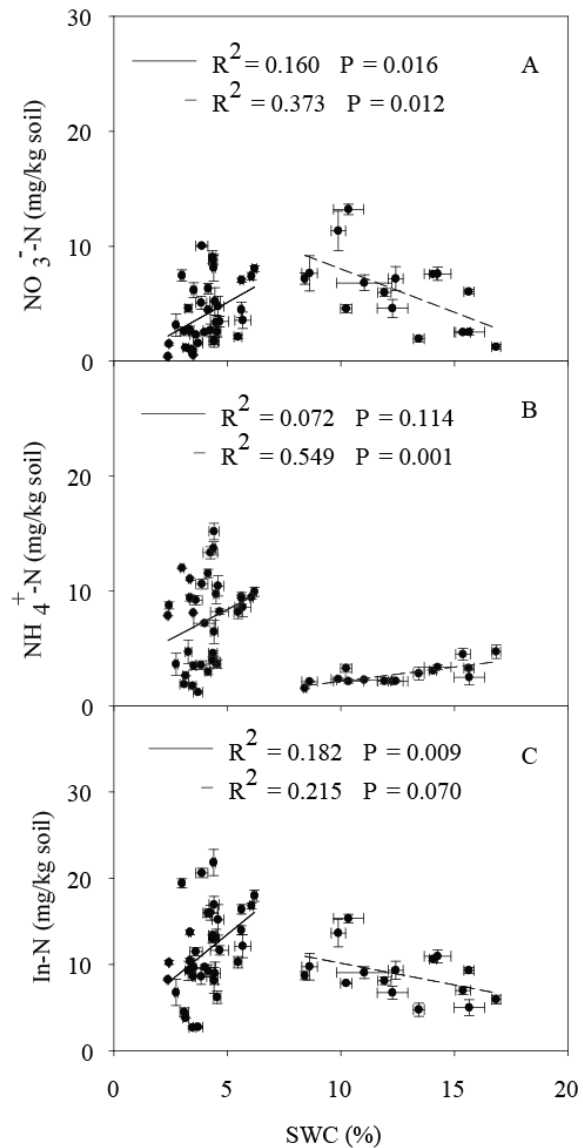 30
R² = 0.160 P = 0.016 A
R² = 0.373 P = 0.012
20
10
0
NO₃⁻-N (mg/kg soil)
R² = 0.072 P = 0.114 B
R² = 0.549 P = 0.001
20
10
0
NH₄⁺-N (mg/kg soil)
R² = 0.182 P = 0.009 C
R² = 0.215 P = 0.070
30
20
10
0
In-N (mg/kg soil)
0 5 10 15 20
SWC (%)